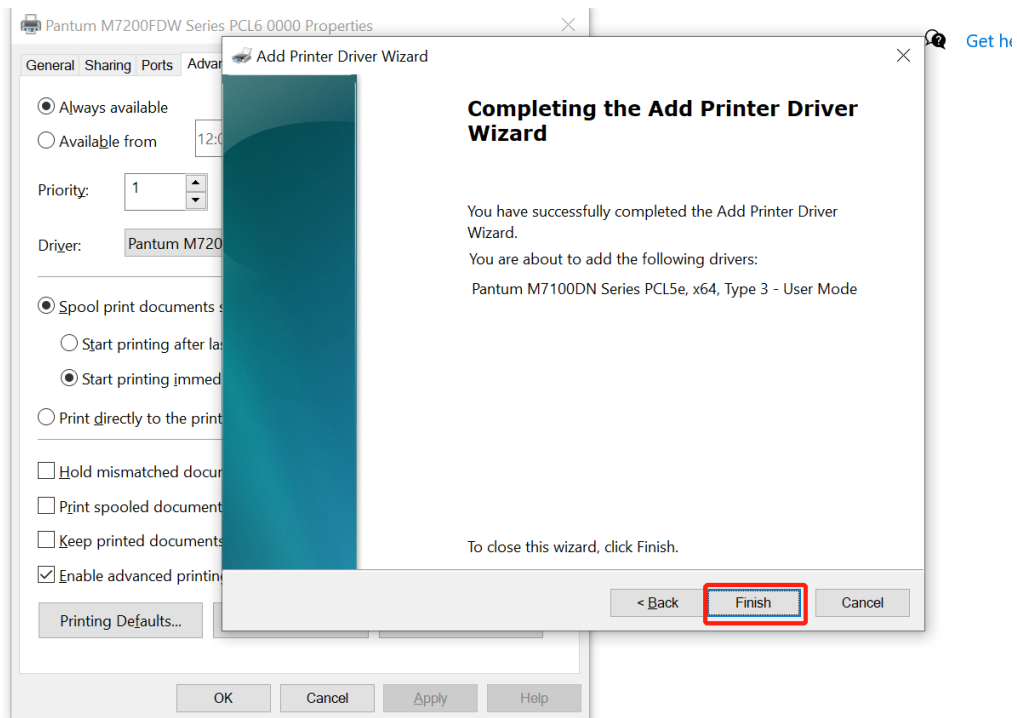 Pantum M7200FDW Series PCL6 0000 Properties
Get he
General Sharing Ports Advan
Add Printer Driver Wizard
Always available
Available from 12:0
Priority: 1
Driver: Pantum M720
Spool print documents s
Start printing after las
Start printing immed
Print directly to the print
Hold mismatched docur
Print spooled document
Keep printed documents
Enable advanced printing
Printing Defaults...
Completing the Add Printer Driver
Wizard
You have successfully completed the Add Printer Driver
Wizard.
You are about to add the following drivers:
Pantum M7100DN Series PCL5e, x64, Type 3 - User Mode
To close this wizard, click Finish.
< Back Finish Cancel
OK Cancel Apply Help